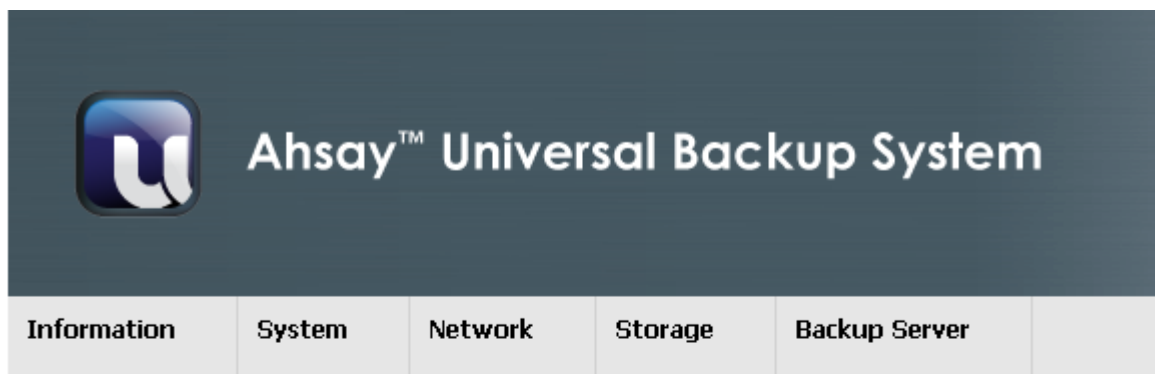 Ahsay™ Universal Backup System
Information System Network Storage Backup Server